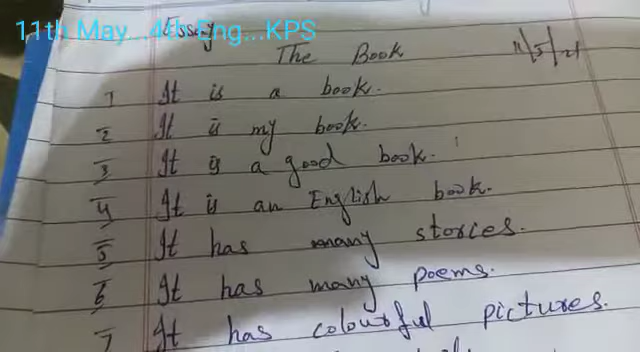 11th May...4th Eng...KPS
Essay
The Book
11/5/21
1 It is a book.
2 It is my book.
3 It is a good book.
4 It is an English book.
5 It has many stories.
6 It has many poems.
7 It has colourful pictures.